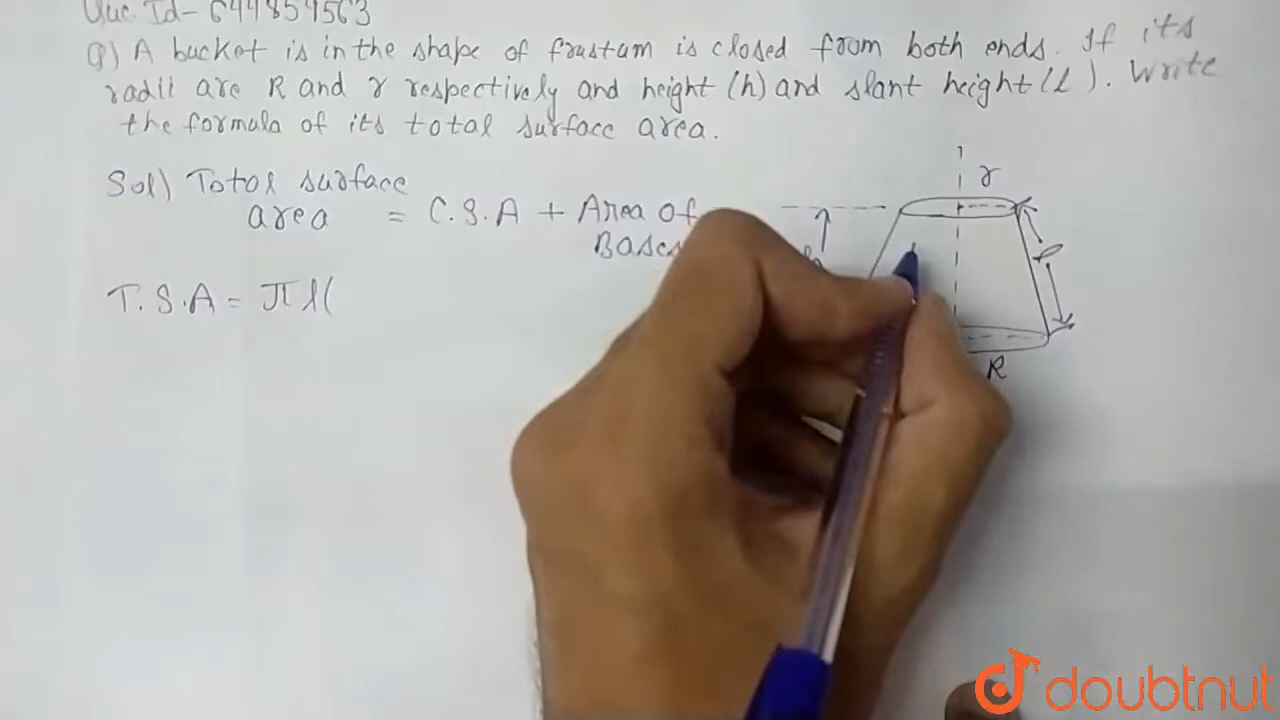 Que. Id- 644859563
Q) A bucket is in the shape of frustum is closed from both ends. If its
radii are R and r respectively and height (h) and slant height (l). Write
the formula of its total surface area.
Sol) Total surface
area = C.S.A + Area of
Bases
T.S.A = πl(
r
h
l
R
doubtnut